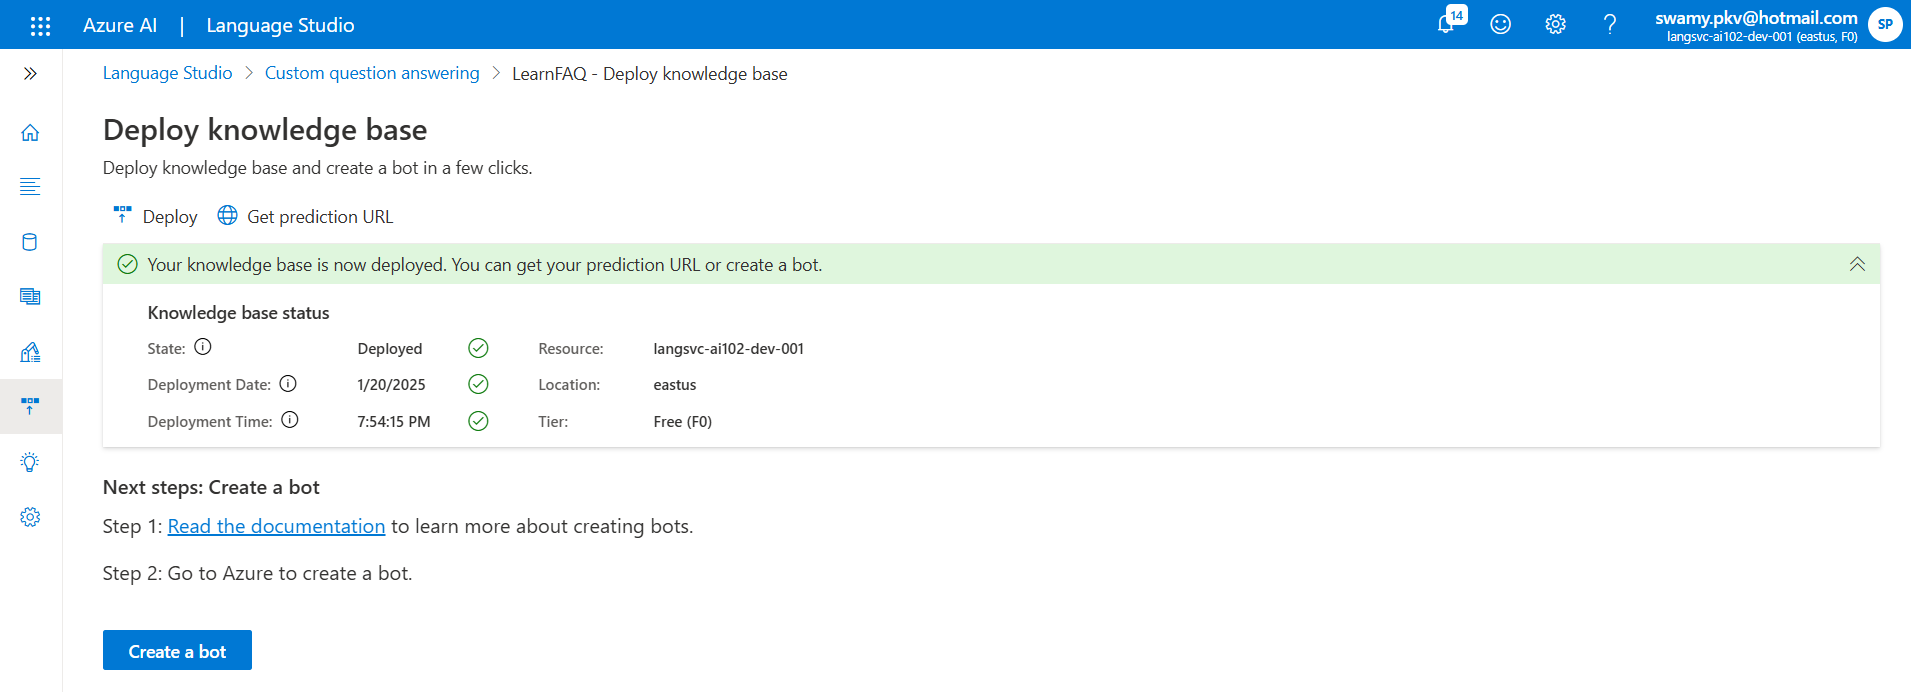 Azure AI | Language Studio
14
swamy.pkv@hotmail.com
langsvc-ai102-dev-001 (eastus, F0)
SP
Language Studio > Custom question answering > LearnFAQ - Deploy knowledge base
Deploy knowledge base
Deploy knowledge base and create a bot in a few clicks.
Deploy Get prediction URL
Your knowledge base is now deployed. You can get your prediction URL or create a bot.
Knowledge base status
State: Deployed Resource: langsvc-ai102-dev-001
Deployment Date: 1/20/2025 Location: eastus
Deployment Time: 7:54:15 PM Tier: Free (F0)
Next steps: Create a bot
Step 1: Read the documentation to learn more about creating bots.
Step 2: Go to Azure to create a bot.
Create a bot